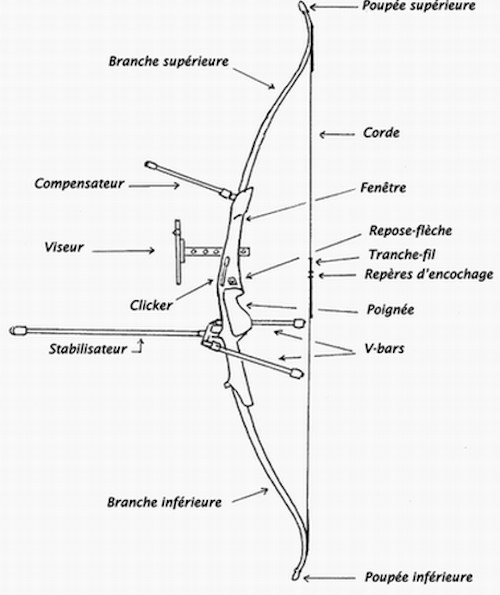 Poupée supérieure
Branche supérieure
Corde
Compensateur
Fenêtre
Repose-flèche
Viseur
Tranche-fil
Repères d'encochage
Clicker
Poignée
Stabilisateur
V-bars
Branche inférieure
Poupée inférieure